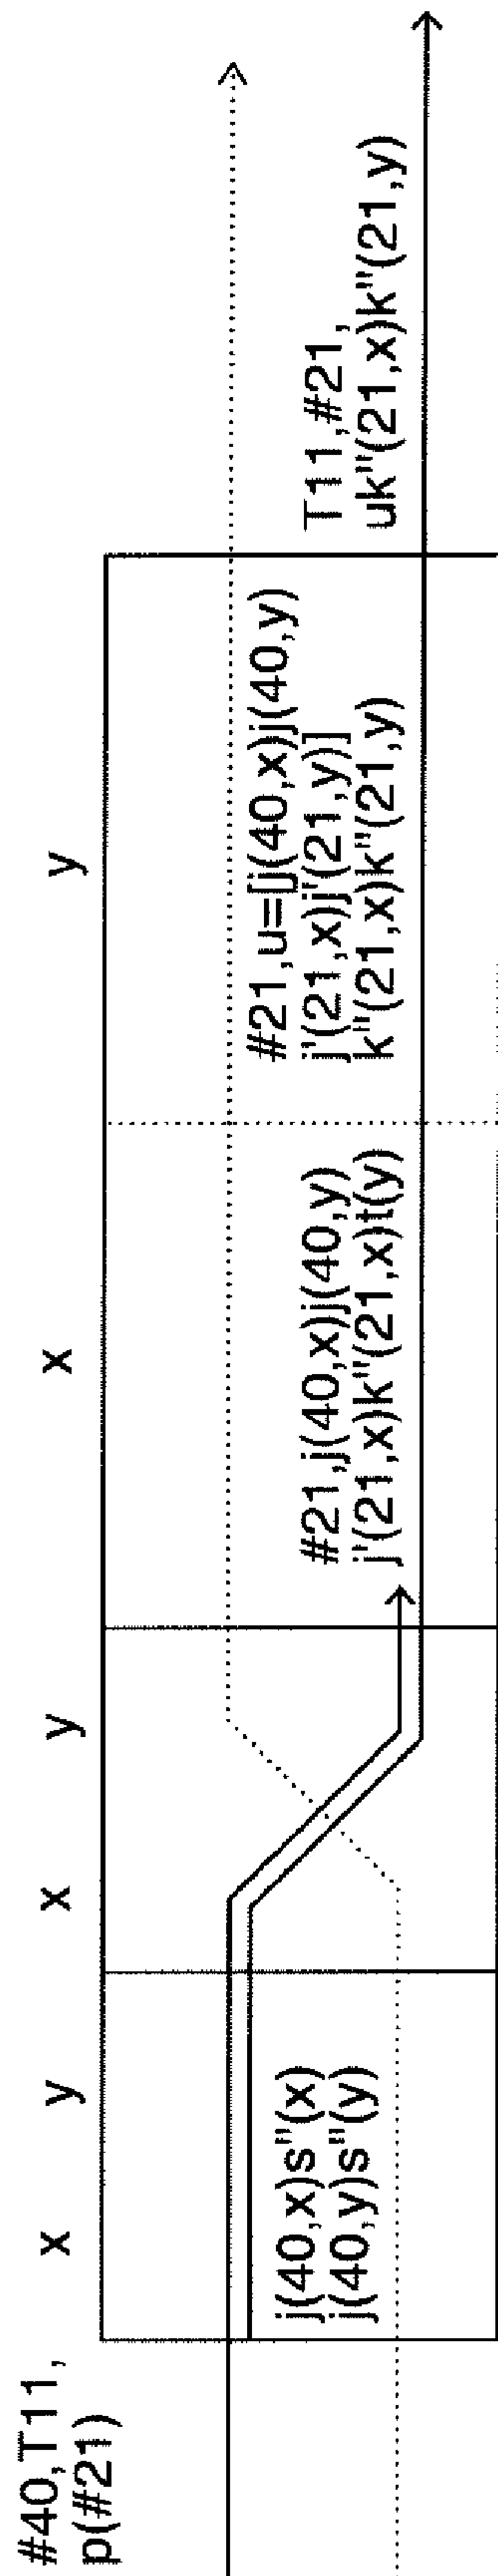 #40,T11,
p(#21)
x y x y x y
j(40,x)s"(x)
j(40,y)s"(y)
#21,j(40,x)j(40,y)
j'(21,x)k"(21,x)t(y)
#21,u=[j(40,x)j(40,y)
j'(21,x)j'(21,y)]
k"(21,x)k"(21,y)
T11,#21,
uk"(21,x)k"(21,y)